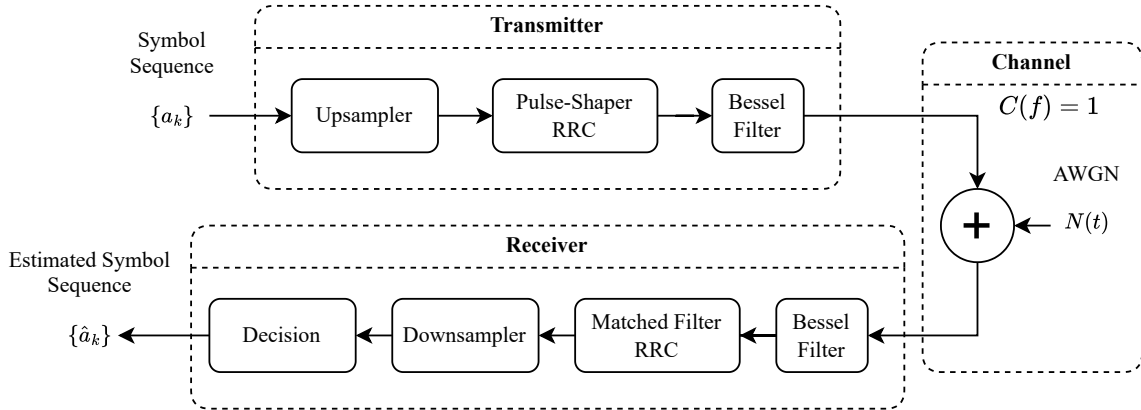 Transmitter
Symbol
Sequence
{a_k}
Upsampler
Pulse-Shaper
RRC
Bessel
Filter
Channel
C(f) = 1
AWGN
N(t)
+
Receiver
Estimated Symbol
Sequence
{â_k}
Decision
Downsampler
Matched Filter
RRC
Bessel
Filter